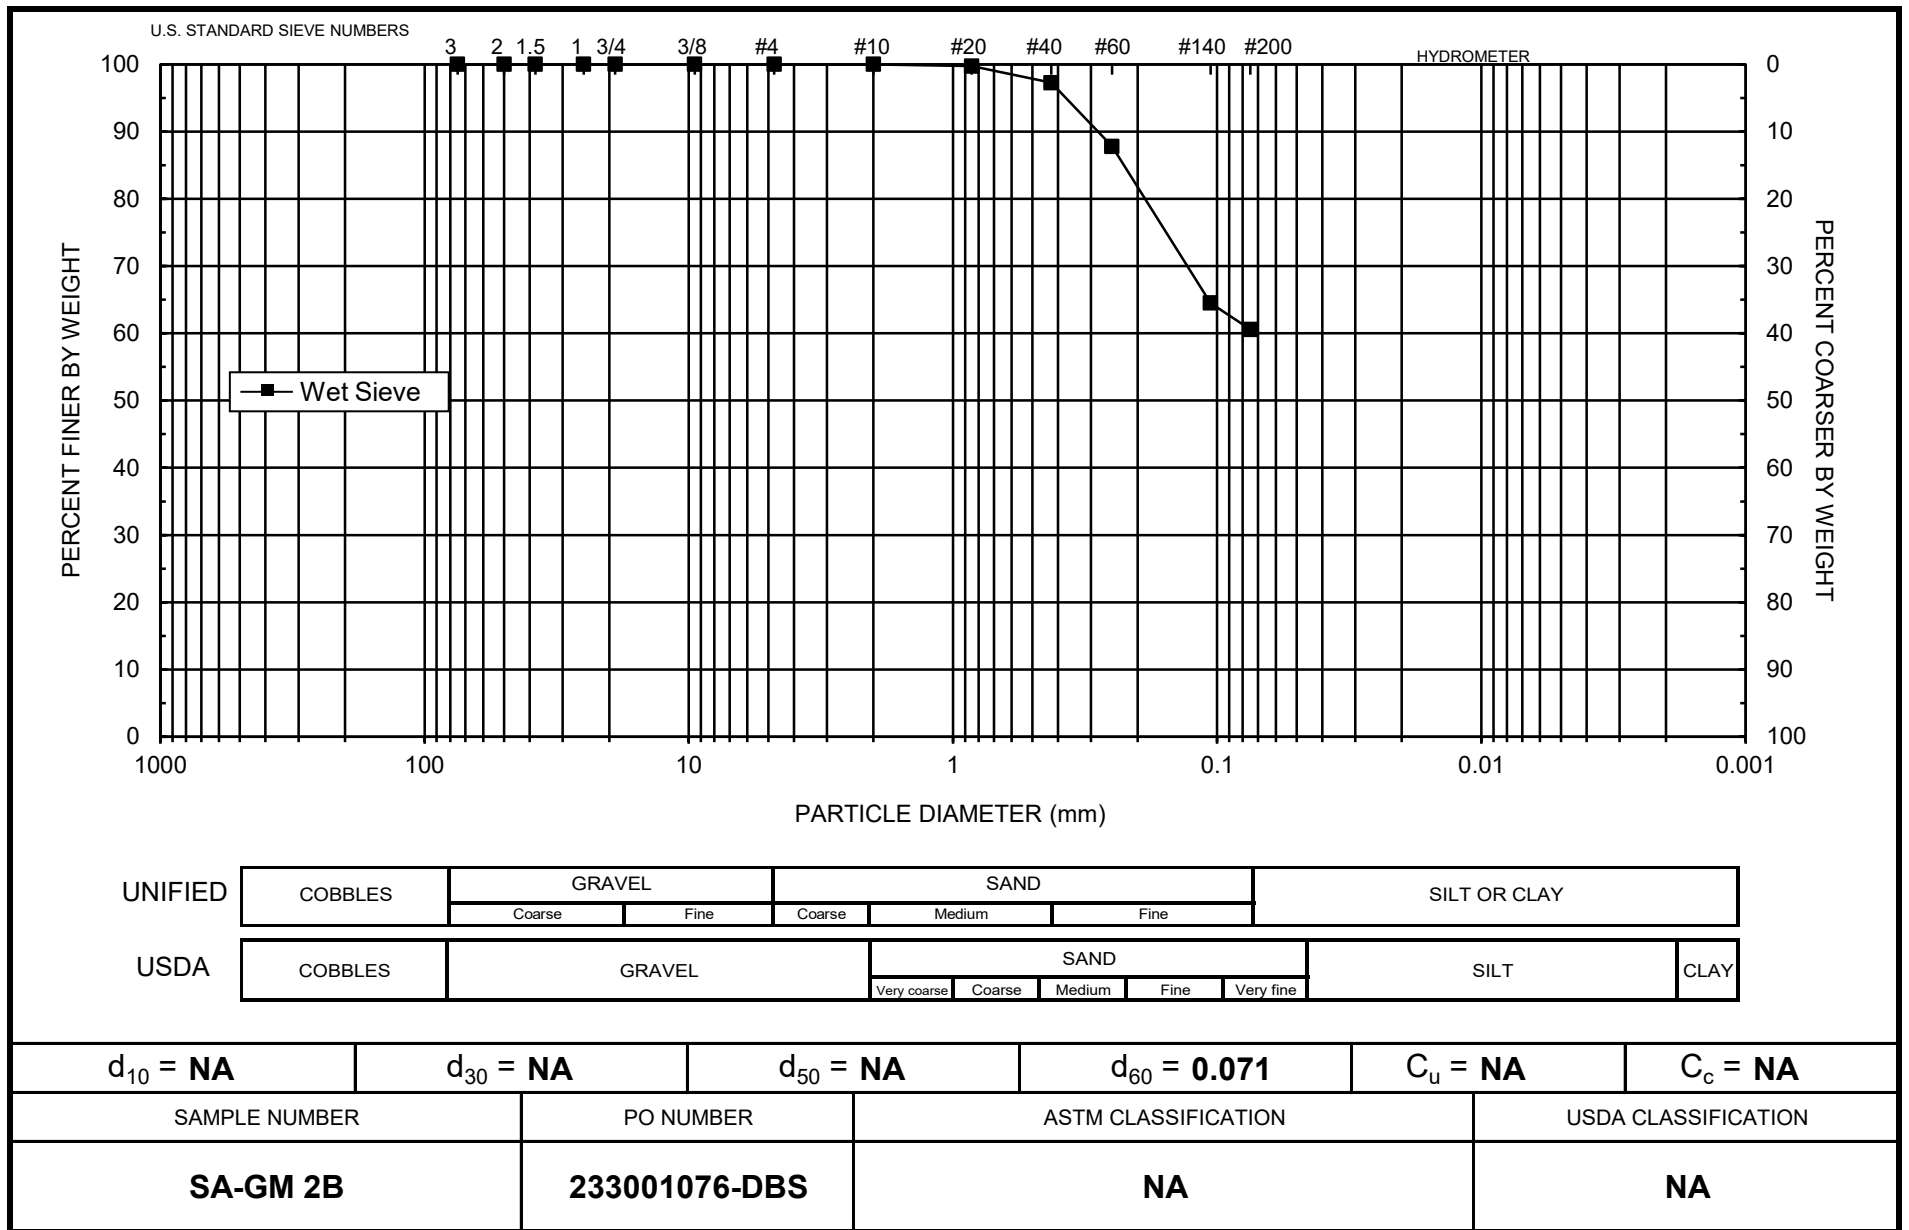 U.S. STANDARD SIEVE NUMBERS
3 2 1.5 1 3/4 3/8 #4 #10 #20 #40 #60 #140 #200
HYDROMETER
100 0
90 10
80 20
70 30
60 40
50 50
40 60
30 70
20 80
10 90
0 100
PERCENT FINER BY WEIGHT
PERCENT COARSER BY WEIGHT
Wet Sieve
1000 100 10 1 0.1 0.01 0.001
PARTICLE DIAMETER (mm)
UNIFIED COBBLES GRAVEL SAND SILT OR CLAY
Coarse Fine Coarse Medium Fine
USDA COBBLES GRAVEL SAND SILT CLAY
Very coarse Coarse Medium Fine Very fine
d10 = NA d30 = NA d50 = NA d60 = 0.071 Cu = NA Cc = NA
SAMPLE NUMBER PO NUMBER ASTM CLASSIFICATION USDA CLASSIFICATION
SA-GM 2B 233001076-DBS NA NA